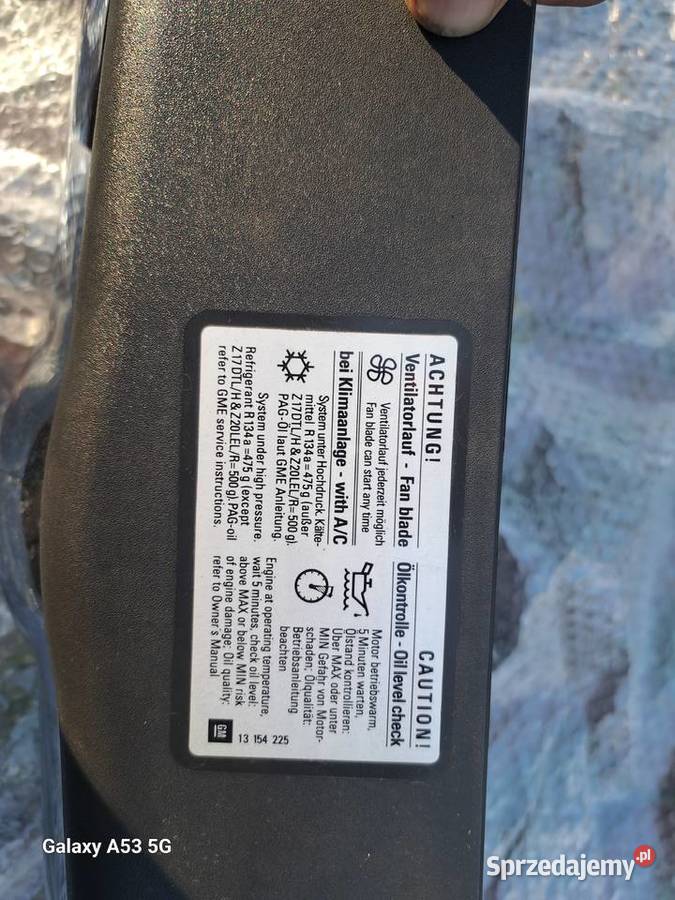 ACHTUNG!
CAUTION!
Ventilatorlauf - Fan blade
Ventilatorlauf jederzeit möglich
Fan blade can start any time
bei Klimaanlage - with A/C
System unter Hochdruck. Kälte-
mittel R134a=475g (außer
Z17DTL/H & Z20LEL/R=500g).
PAG-Öl laut GME Anleitung.
System under high pressure.
Refrigerant R134a=475g (except
Z17DTL/H & Z20LEL/R=500g). PAG-oil
refer to GME service instructions.
Ölkontrolle - Oil level check
Motor betriebswarm,
5 Minuten warten,
Ölstand kontrollieren:
Über MAX oder unter
MIN Gefahr von Motor-
schaden; Ölqualität:
Betriebsanleitung
beachten
Engine at operating temperature,
wait 5 minutes, check oil level:
above MAX or below MIN risk
of engine damage; Oil quality:
refer to Owner's Manual
GM 13 154 225
Galaxy A53 5G
Sprzedajemy.pl